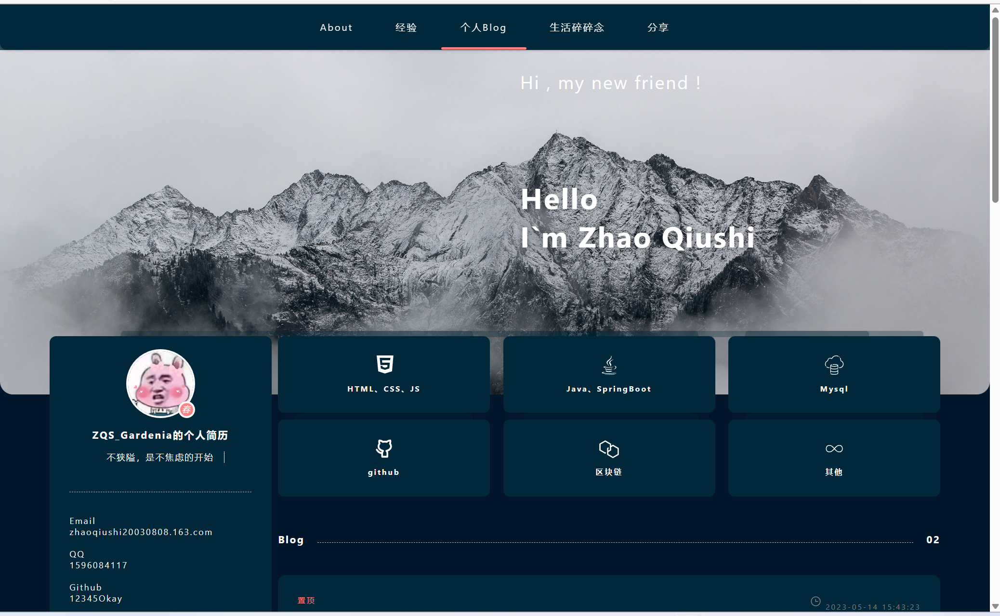 About
经验
个人Blog
生活碎碎念
分享
Hi , my new friend !
Hello
I`m Zhao Qiushi
春
ZQS_Gardenia的个人简历
不狭隘，是不焦虑的开始
Email
zhaoqiushi20030808.163.com
QQ
1596084117
Github
12345Okay
HTML、CSS、JS
Java、SpringBoot
Mysql
github
区块链
其他
Blog
02
置顶
2023-05-14 15:43:23